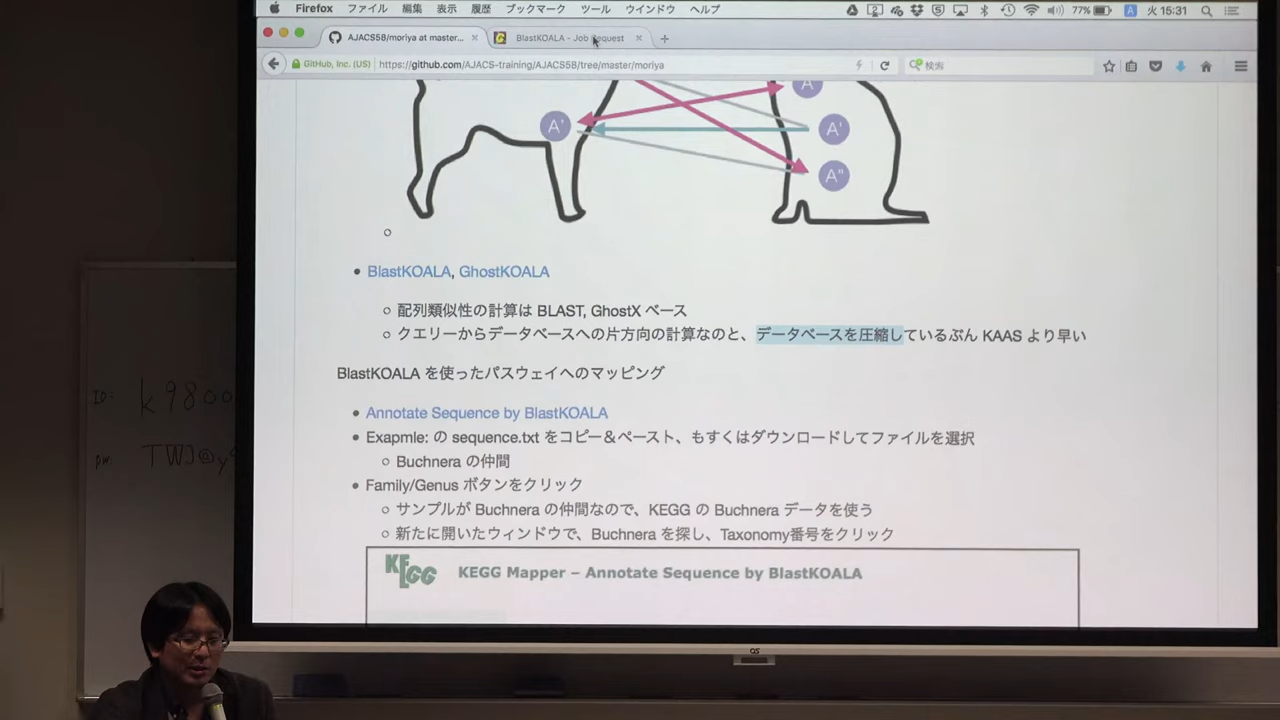 Firefox ファイル 編集 表示 履歴 ブックマーク ツール ウインドウ ヘルプ 77% A 火 15:31
AJACS58/moriya at master... × BlastKOALA - Job Request × +
GitHub, Inc. (US) https://github.com/AJACS-training/AJACS58/tree/master/moriya 検索
A
A' A'
A"
BlastKOALA, GhostKOALA
配列類似性の計算は BLAST, GhostX ベース
クエリーからデータベースへの片方向の計算なのと、データベースを圧縮しているぶん KAAS より早い
BlastKOALA を使ったパスウェイへのマッピング
Annotate Sequence by BlastKOALA
Exapmle: の sequence.txt をコピー＆ペースト、もすくはダウンロードしてファイルを選択
Buchnera の仲間
Family/Genus ボタンをクリック
サンプルが Buchnera の仲間なので、KEGG の Buchnera データを使う
新たに開いたウィンドウで、Buchnera を探し、Taxonomy番号をクリック
KEGG KEGG Mapper – Annotate Sequence by BlastKOALA
ID: k9800
pw: